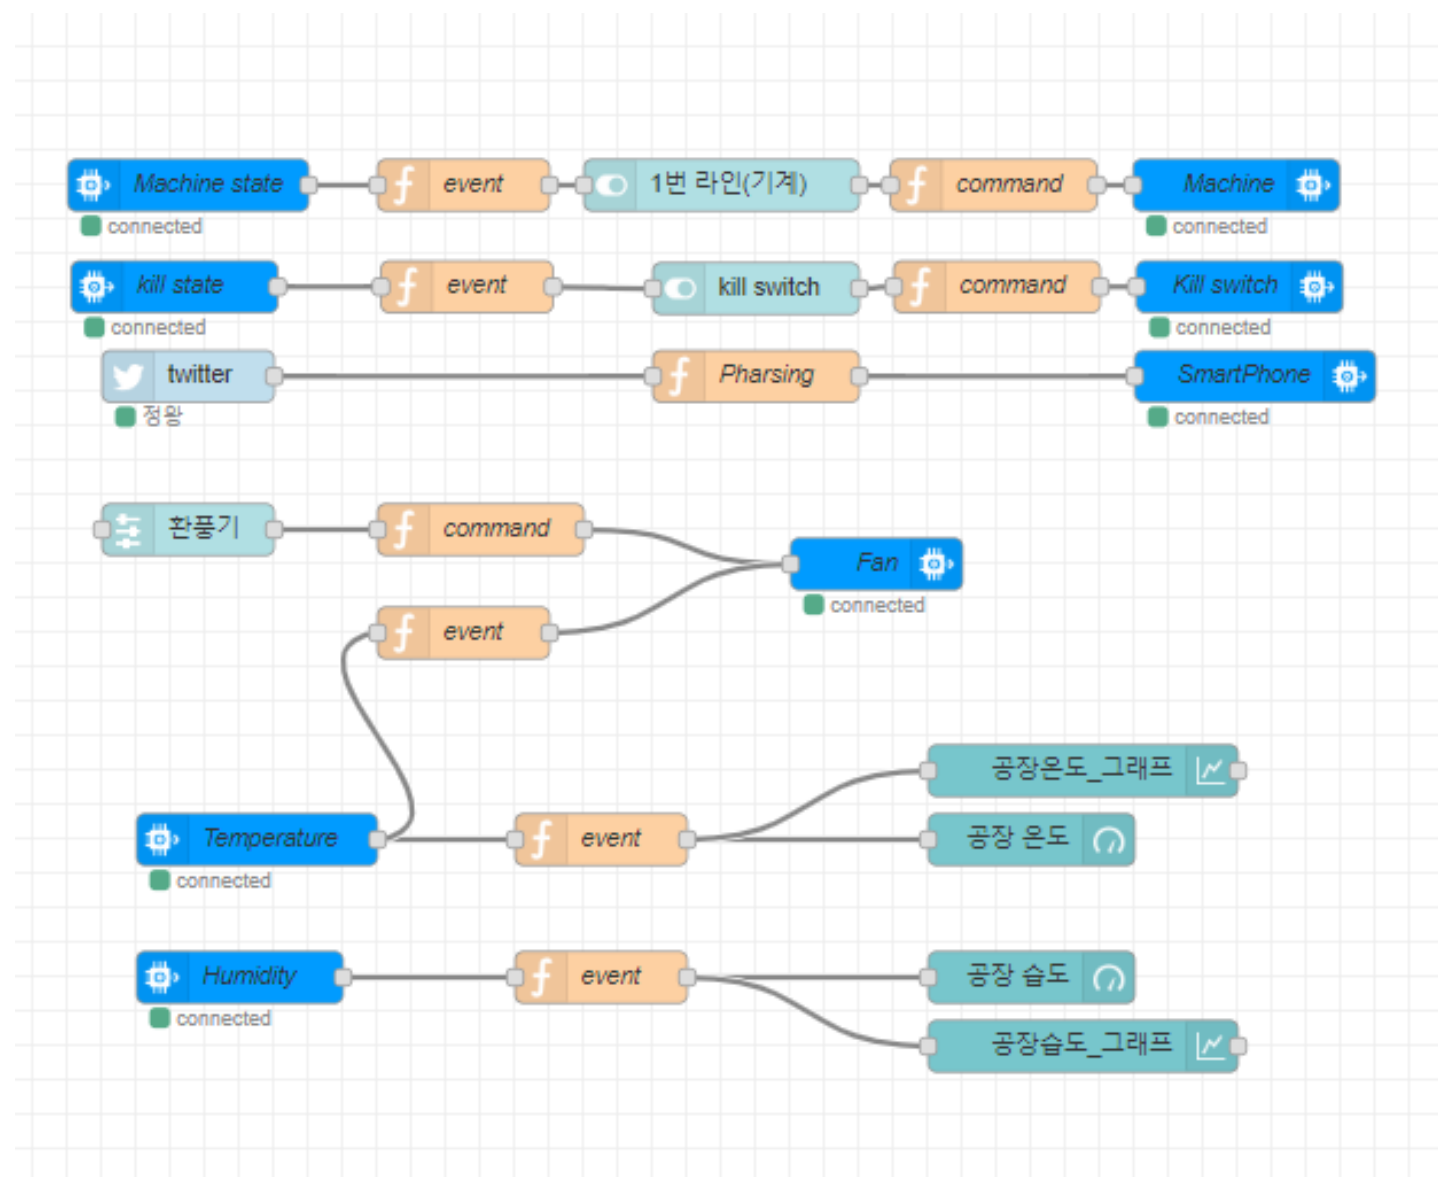 Machine state
event
1번 라인(기계)
command
Machine
connected
connected
kill state
event
kill switch
command
Kill switch
connected
connected
twitter
Pharsing
SmartPhone
정왕
connected
환풍기
command
Fan
connected
event
공장온도_그래프
Temperature
event
공장 온도
connected
Humidity
event
공장 습도
connected
공장습도_그래프